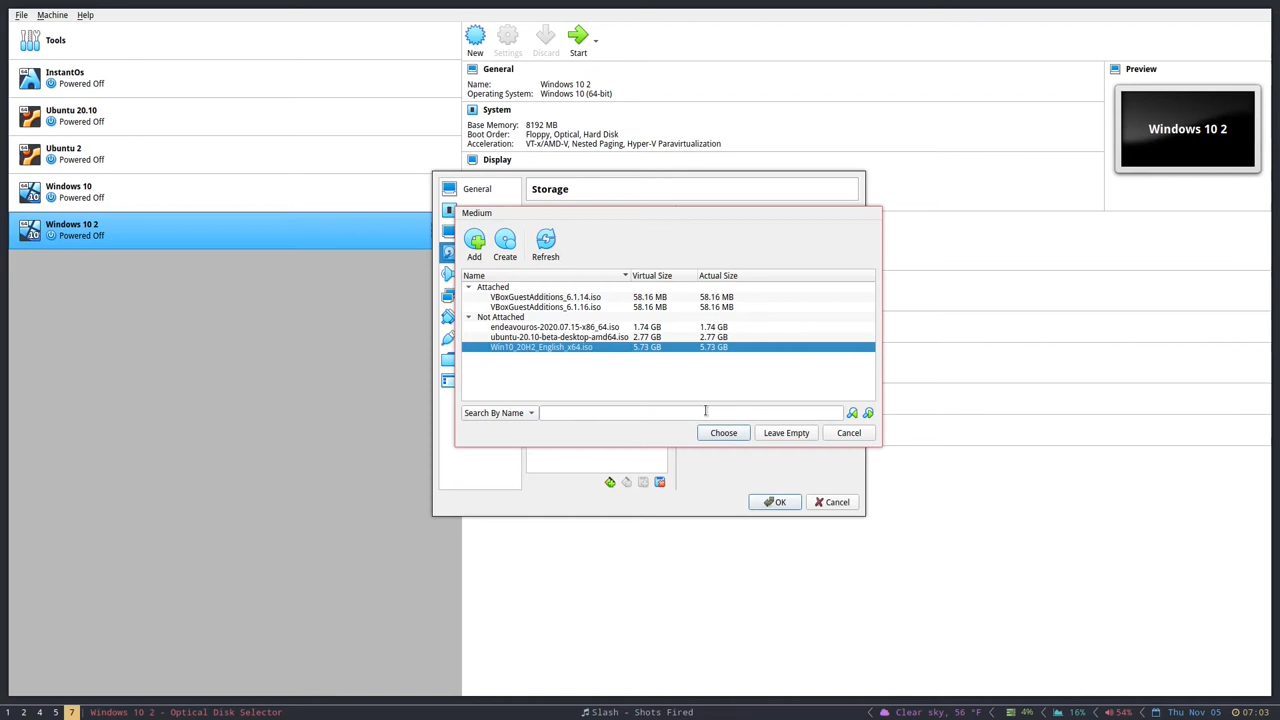 File Machine Help
Tools
InstantOs
Powered Off
Ubuntu 20.10
Powered Off
Ubuntu 2
Powered Off
Windows 10
Powered Off
Windows 10 2
Powered Off
New Settings Discard Start
General
Name: Windows 10 2
Operating System: Windows 10 (64-bit)
System
Base Memory: 8192 MB
Boot Order: Floppy, Optical, Hard Disk
Acceleration: VT-x/AMD-V, Nested Paging, Hyper-V Paravirtualization
Display
Preview
Windows 10 2
General
Storage
Medium
Add Create Refresh
Name Virtual Size Actual Size
Attached
VBoxGuestAdditions_6.1.14.iso 58.16 MB 58.16 MB
VBoxGuestAdditions_6.1.16.iso 58.16 MB 58.16 MB
Not Attached
endeavouros-2020.07.15-x86_64.iso 1.74 GB 1.74 GB
ubuntu-20.10-beta-desktop-amd64.iso 2.77 GB 2.77 GB
Win10_20H2_English_x64.iso 5.73 GB 5.73 GB
Search By Name
Choose Leave Empty Cancel
OK Cancel
1 2 4 5 7 Windows 10 2 - Optical Disk Selector Slash - Shots Fired Clear sky, 56 °F 4% 16% 54% Thu Nov 05 07:03